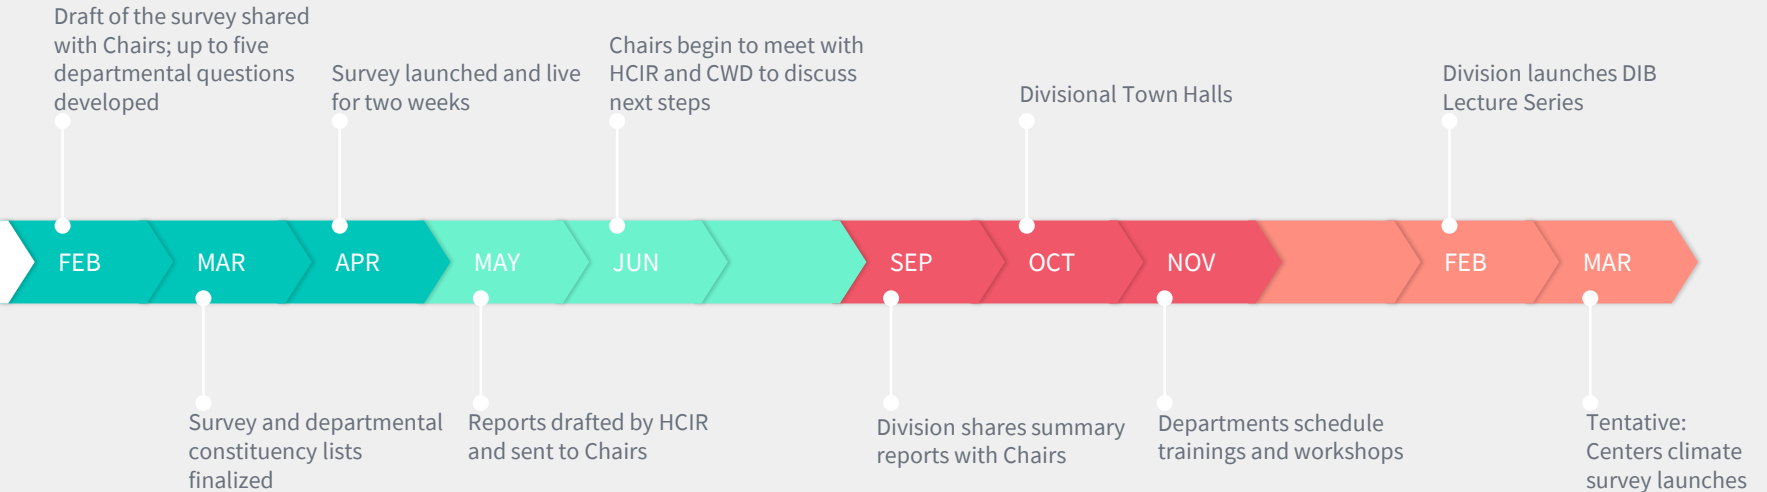 Draft of the survey shared
with Chairs; up to five
departmental questions
developed
Survey launched and live
for two weeks
Chairs begin to meet with
HCIR and CWD to discuss
next steps
Divisional Town Halls
Division launches DIB
Lecture Series
FEB
MAR
APR
MAY
JUN
SEP
OCT
NOV
FEB
MAR
Survey and departmental
constituency lists
finalized
Reports drafted by HCIR
and sent to Chairs
Division shares summary
reports with Chairs
Departments schedule
trainings and workshops
Tentative:
Centers climate
survey launches